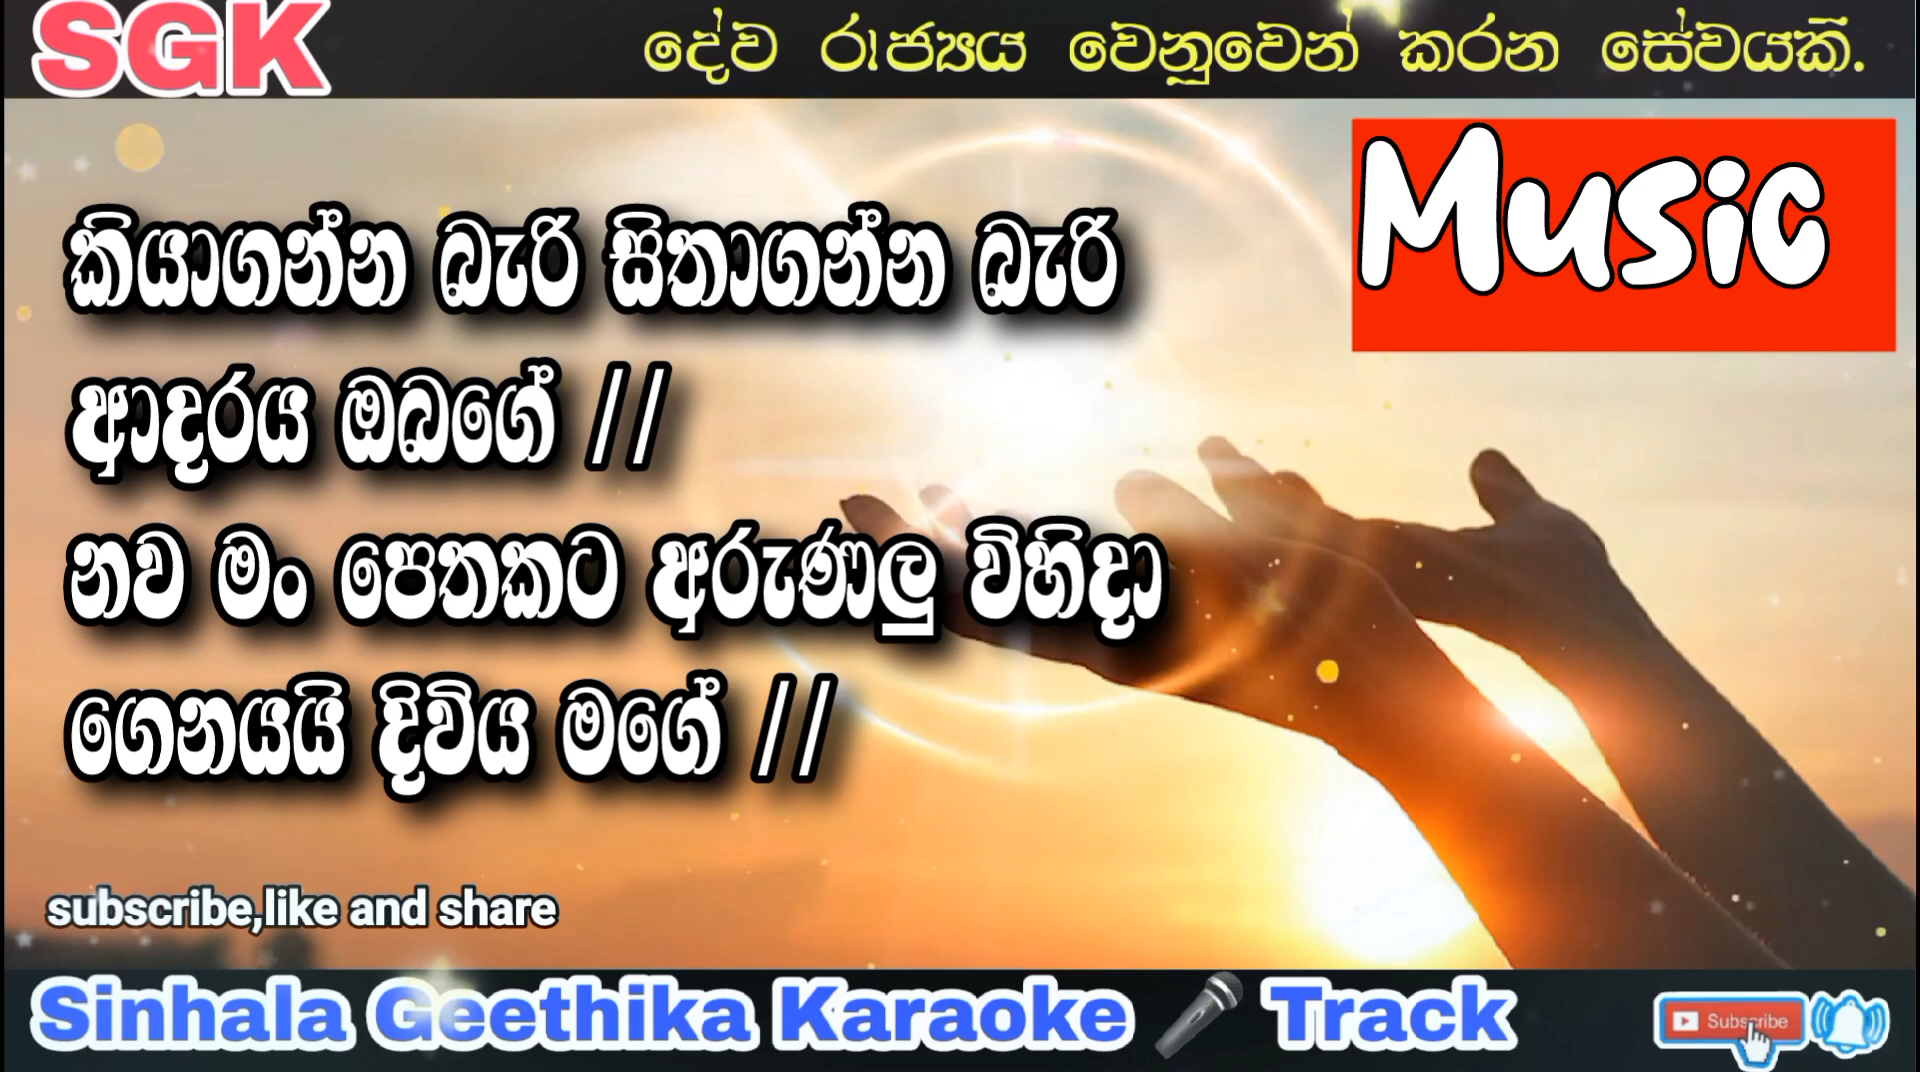 SGK
දේව රාජ්‍යය වෙනුවෙන් කරන සේවයකි.
Music
කියාගන්න බැරි සිතාගන්න බැරි
ආදරය ඔබගේ //
නව මං පෙතකට අරුණලු විහිදා
ගෙනයයි දිවිය මගේ //
subscribe,like and share
Sinhala Geethika Karaoke Track
Subscribe